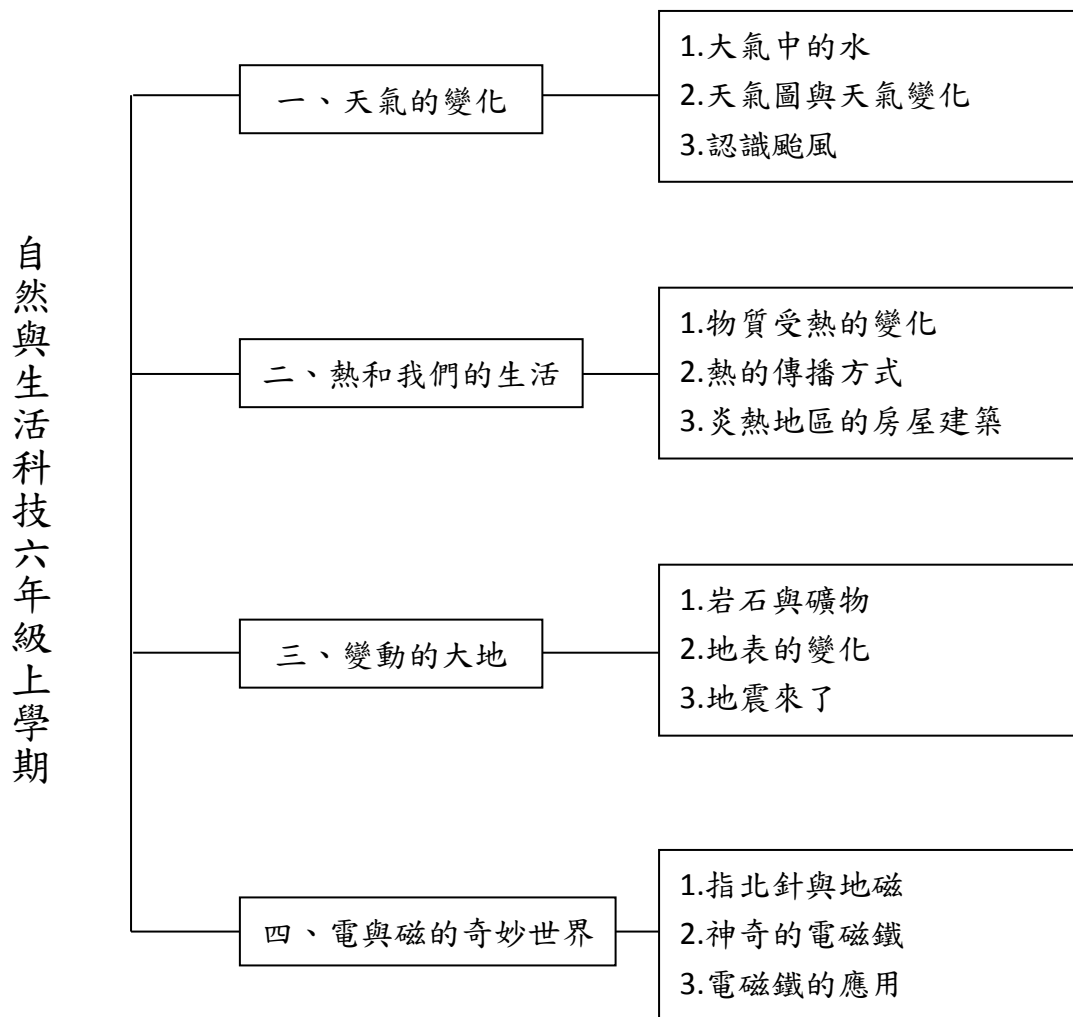 自然與生活科技六年級上學期
一、天氣的變化
1.大氣中的水
2.天氣圖與天氣變化
3.認識颱風
二、熱和我們的生活
1.物質受熱的變化
2.熱的傳播方式
3.炎熱地區的房屋建築
三、變動的大地
1.岩石與礦物
2.地表的變化
3.地震來了
四、電與磁的奇妙世界
1.指北針與地磁
2.神奇的電磁鐵
3.電磁鐵的應用